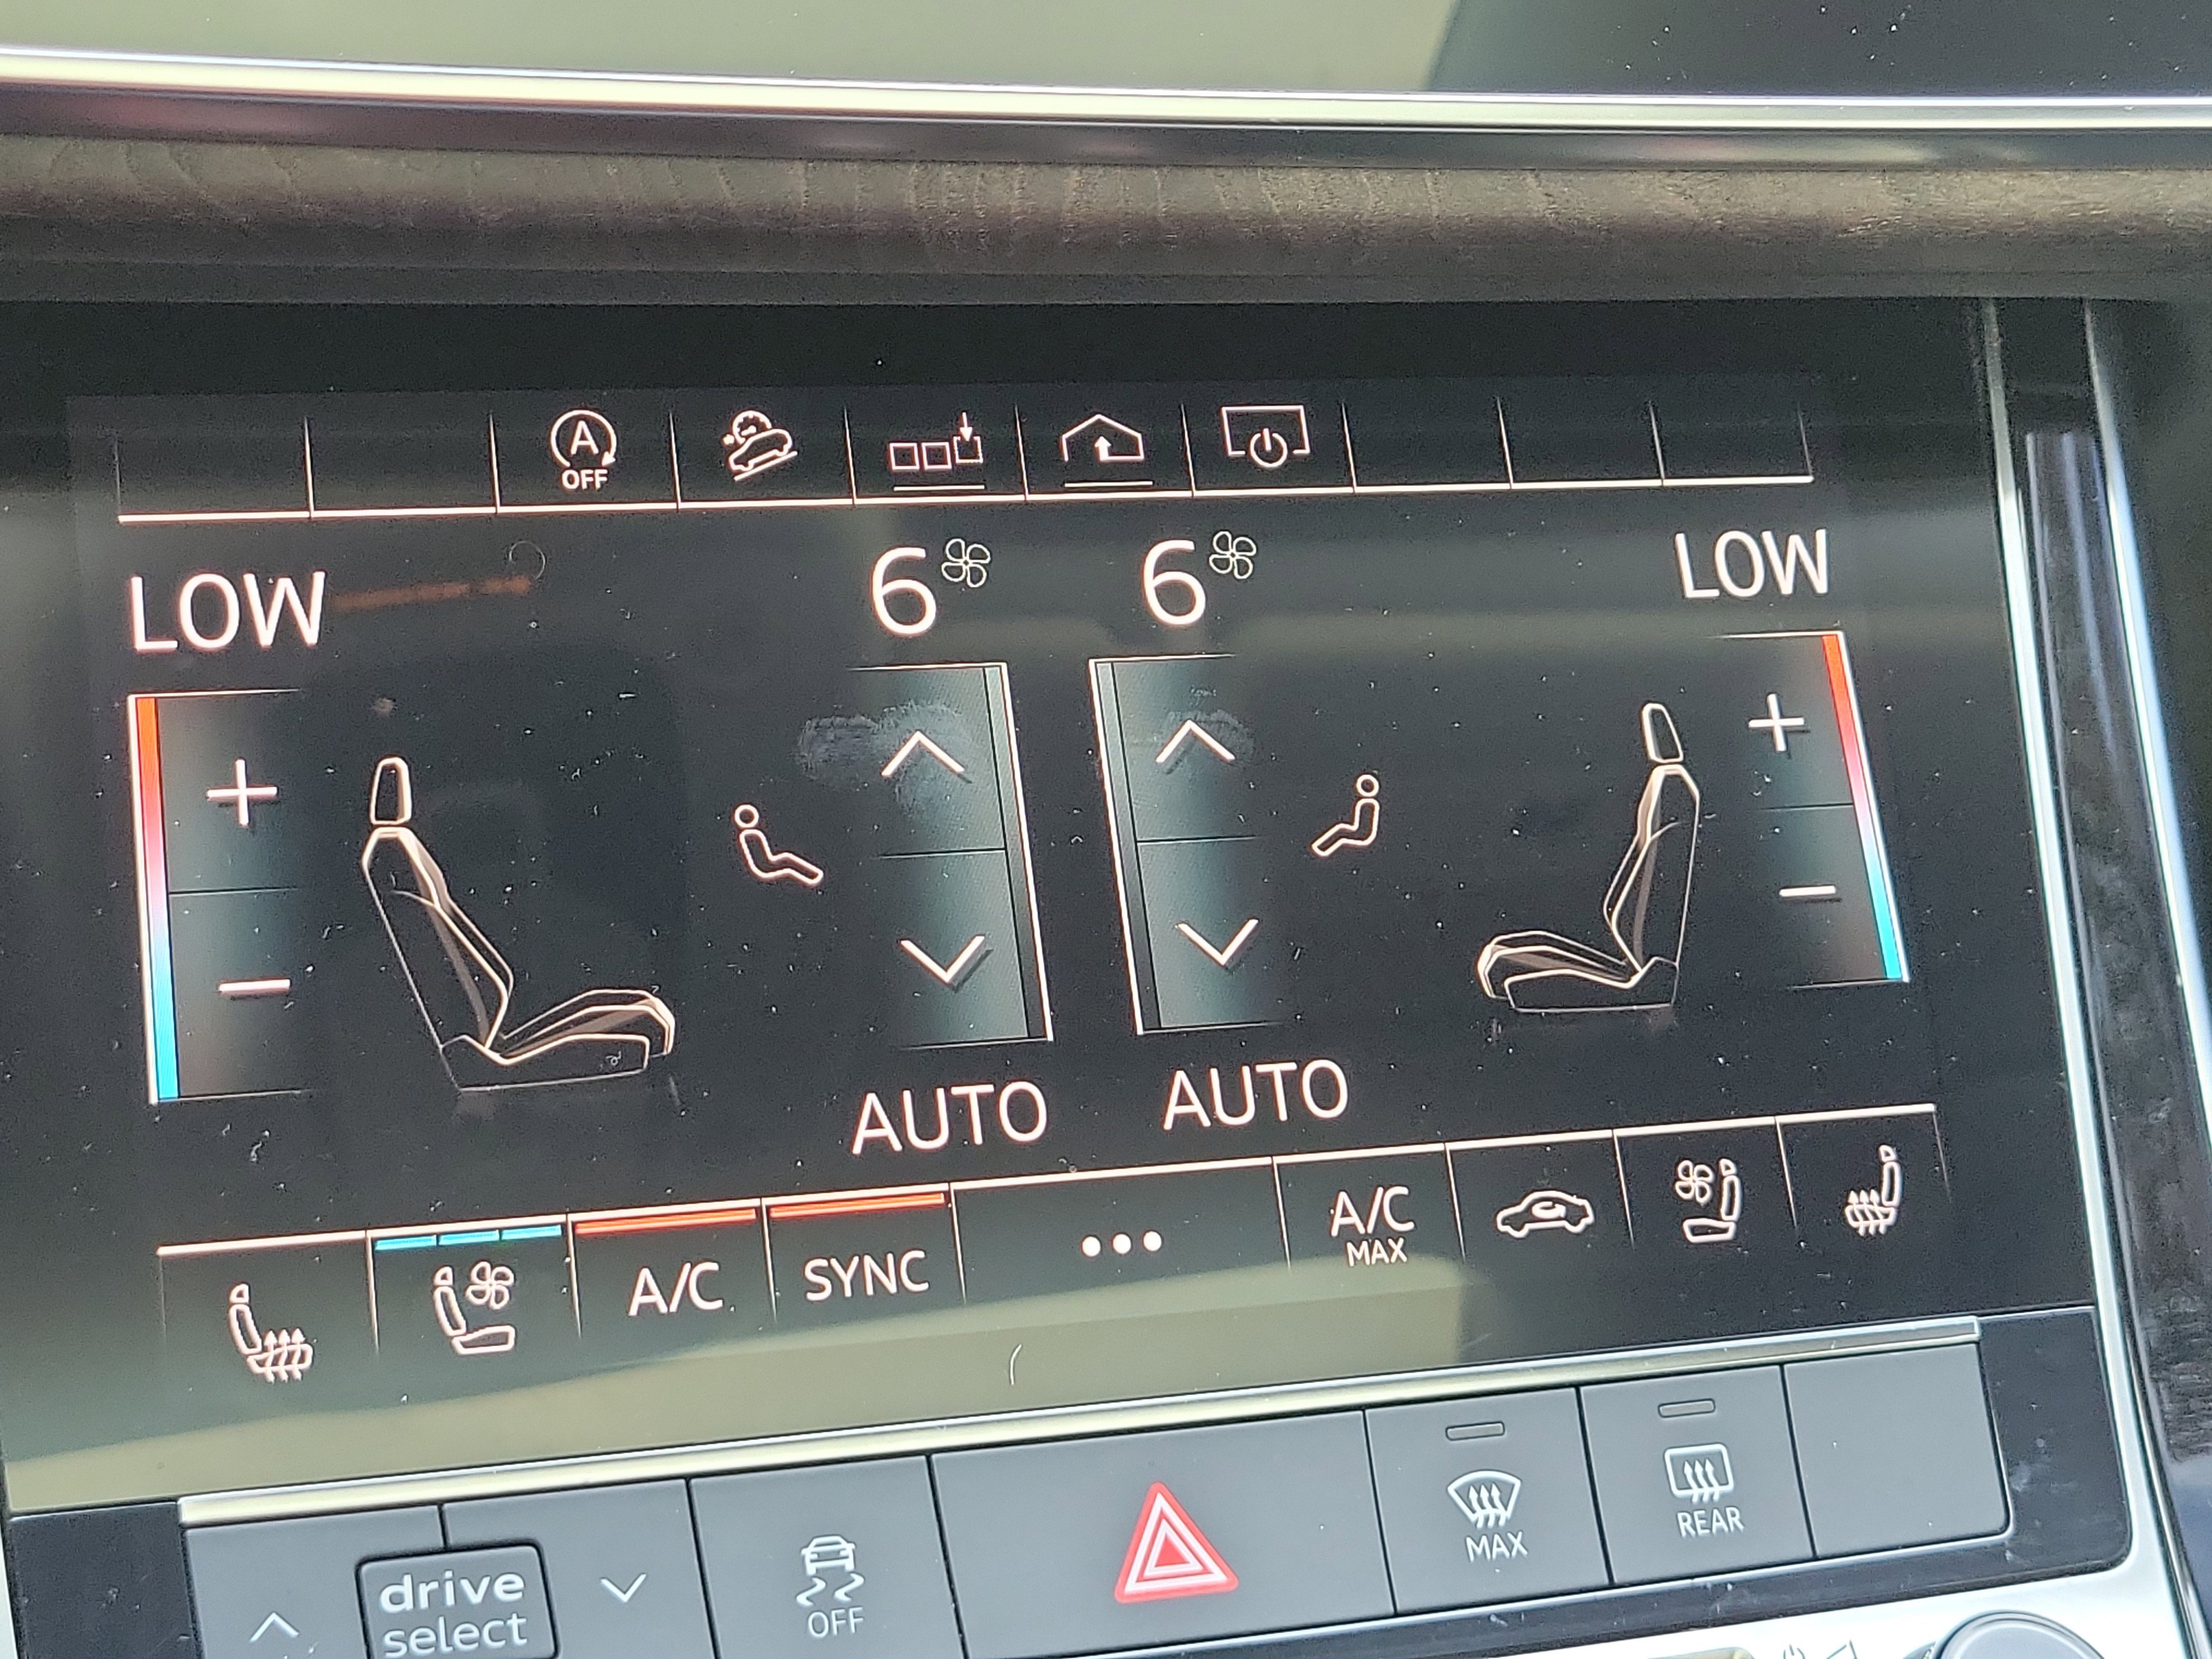 A
OFF
LOW 6 6 LOW
AUTO AUTO
A/C SYNC A/C
MAX
drive
select
OFF
MAX
REAR